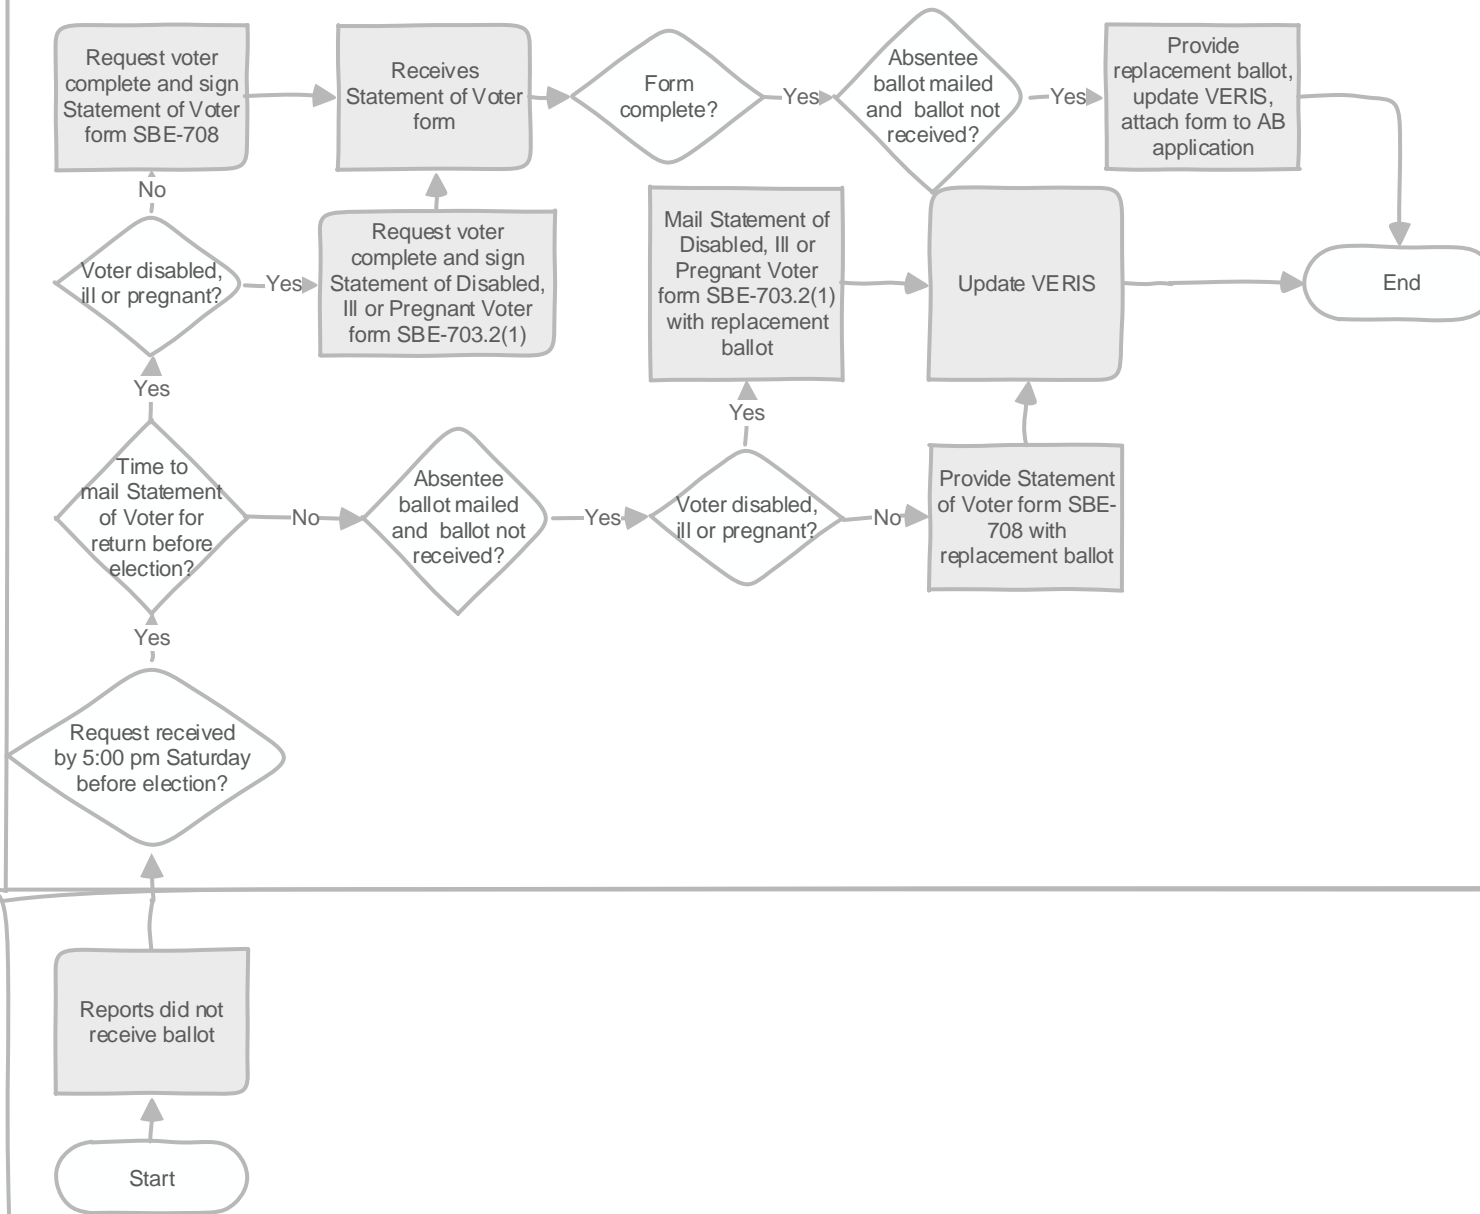 Request voter
complete and sign
Statement of Voter
form SBE-708
Receives
Statement of Voter
form
Form
complete?
Yes
Absentee
ballot mailed
and ballot not
received?
Yes
Provide
replacement ballot,
update VERIS,
attach form to AB
application
No
Voter disabled,
ill or pregnant?
Yes
Request voter
complete and sign
Statement of Disabled,
Ill or Pregnant Voter
form SBE-703.2(1)
Mail Statement of
Disabled, Ill or
Pregnant Voter
form SBE-703.2(1)
with replacement
ballot
Update VERIS
End
Yes
Yes
Time to
mail Statement
of Voter for
return before
election?
No
Absentee
ballot mailed
and ballot not
received?
Yes
Voter disabled,
ill or pregnant?
No
Provide Statement
of Voter form SBE-
708 with
replacement ballot
Yes
Request received
by 5:00 pm Saturday
before election?
Reports did not
receive ballot
Start